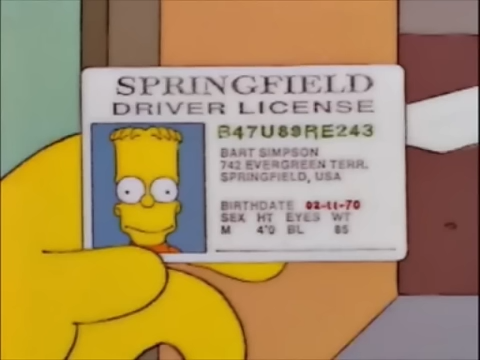 SPRINGFIELD
DRIVER LICENSE
B47U89RE243
BART SIMPSON
742 EVERGREEN TERR.
SPRINGFIELD, USA
BIRTHDATE 02-11-70
SEX HT EYES WT
M 4'0 BL 85